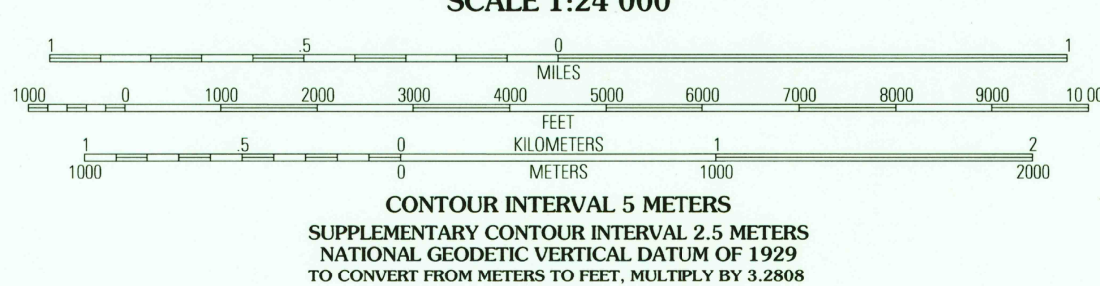 SCALE 1:24 000
1 .5 0 1
MILES
1000 0 1000 2000 3000 4000 5000 6000 7000 8000 9000 10 00
FEET
1 .5 0 KILOMETERS 1 2
1000 0 METERS 1000 2000
CONTOUR INTERVAL 5 METERS
SUPPLEMENTARY CONTOUR INTERVAL 2.5 METERS
NATIONAL GEODETIC VERTICAL DATUM OF 1929
TO CONVERT FROM METERS TO FEET, MULTIPLY BY 3.2808